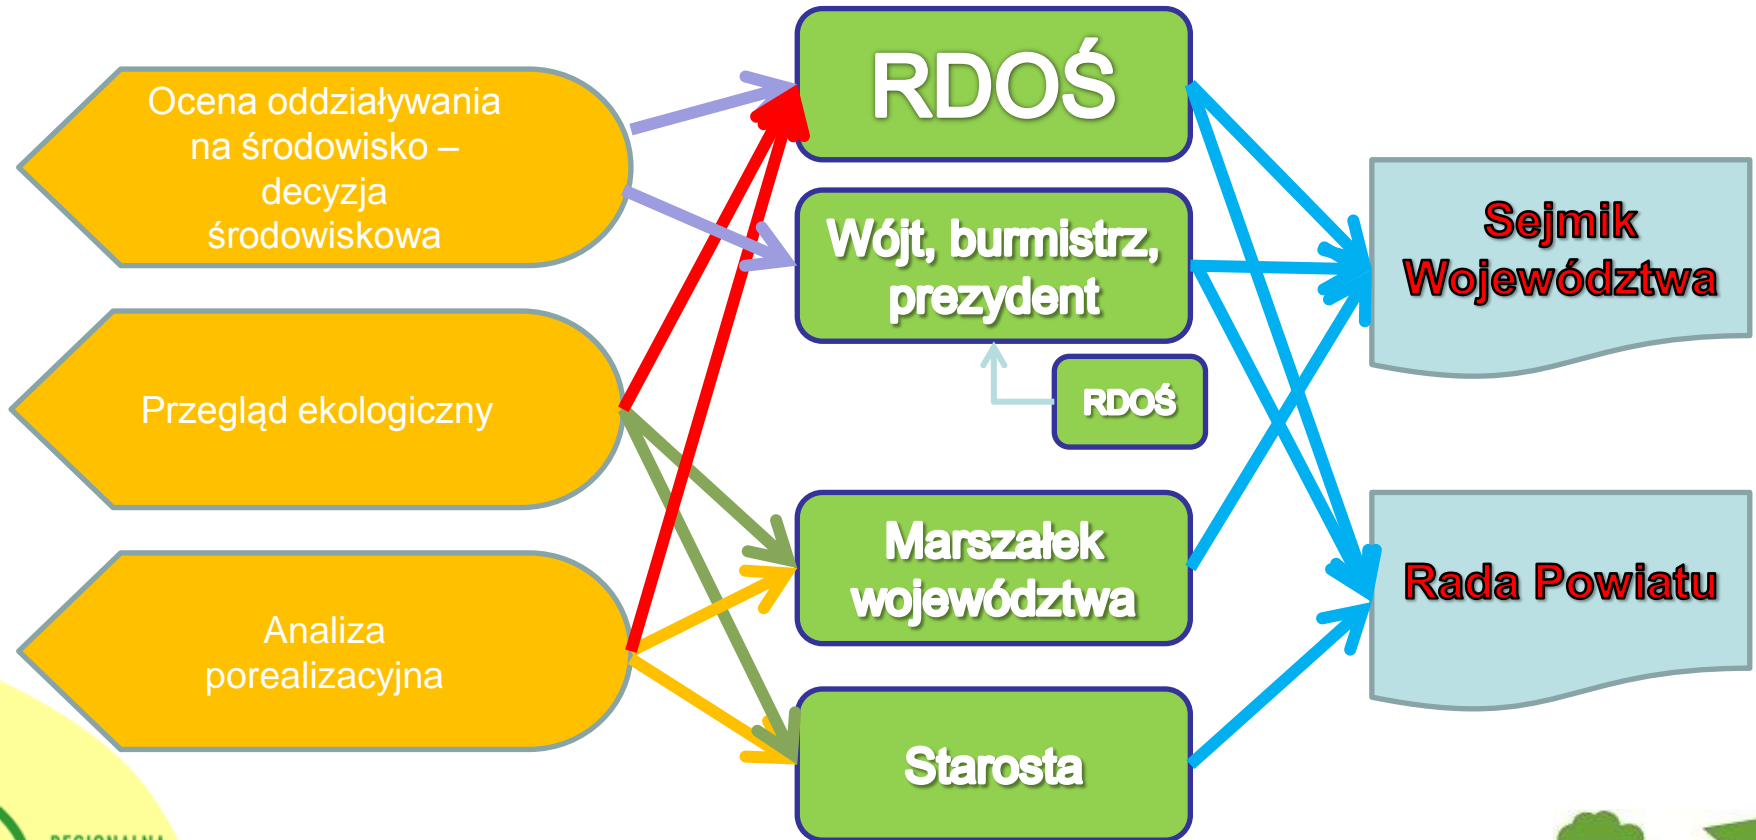 Ocena oddziaływania
na środowisko –
decyzja
środowiskowa
Przegląd ekologiczny
Analiza
porealizacyjna
RDOŚ
Wójt, burmistrz,
prezydent
RDOŚ
Marszałek
województwa
Starosta
Sejmik
Województwa
Rada Powiatu
REGIONALNA